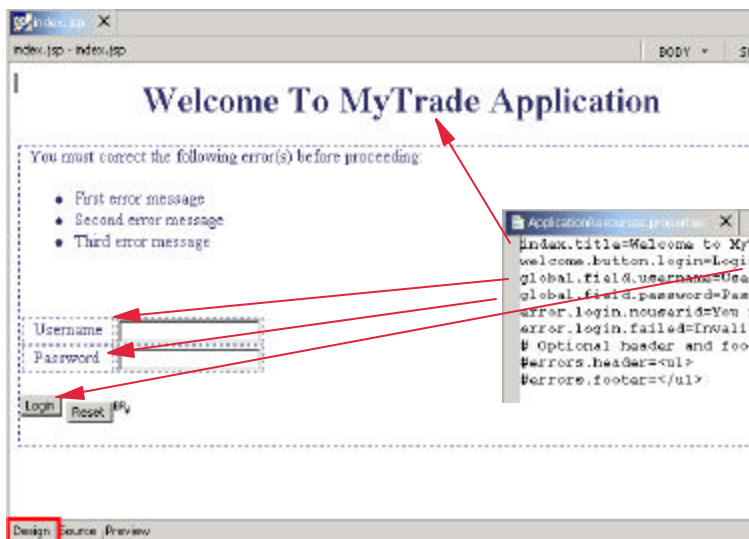 index.jsp
index.jsp - index.jsp
BODY
Welcome To MyTrade Application
You must correct the following error(s) before proceeding:
First error message
Second error message
Third error message
Username
Password
Login
Reset
ApplicationResources.properties
index.title=Welcome to My
welcome.button.login=Logi
global.field.username=Use
global.field.password=Pas
error.login.nouserid=You
error.login.failed=Invali
# Optional header and foo
#errors.header=<ul>
#errors.footer=</ul>
Design Source Preview